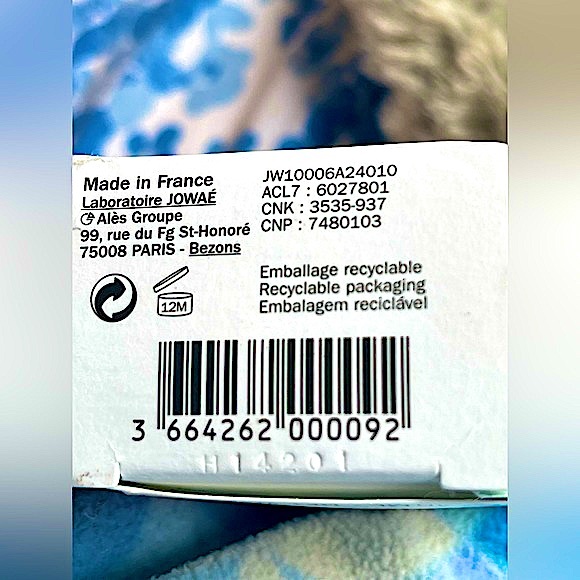 Made in France
Laboratoire JOWAÉ
Alès Groupe
99, rue du Fg St-Honoré
75008 PARIS - Bezons
JW10006A24010
ACL7 : 6027801
CNK : 3535-937
CNP : 7480103
12M
Emballage recyclable
Recyclable packaging
Embalagem reciclável
3 664262 000092
H14201